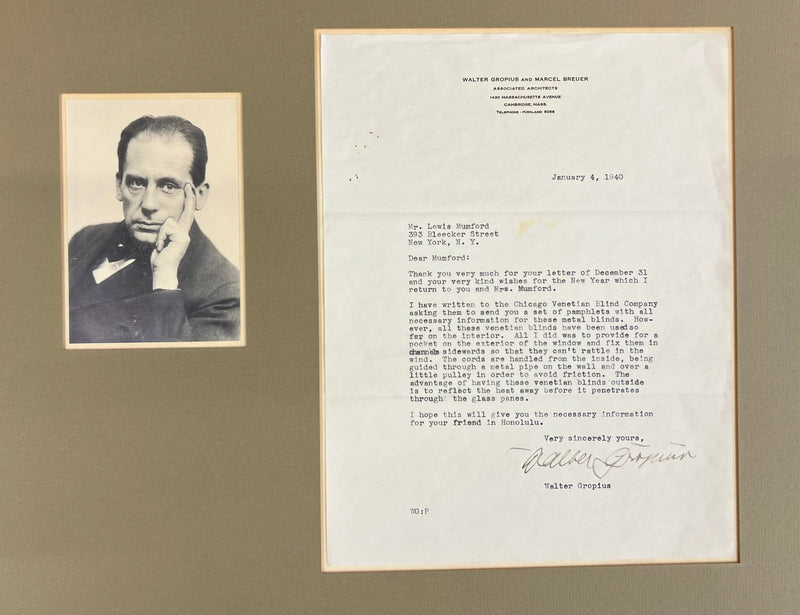 WALTER GROPIUS AND MARCEL BREUER
ASSOCIATED ARCHITECTS
1430 MASSACHUSETTS AVENUE
CAMBRIDGE, MASS.
TELEPHONE - KIRKLAND 8098
January 4, 1940
Mr. Lewis Mumford
393 Bleecker Street
New York, N. Y.
Dear Mumford:
Thank you very much for your letter of December 31
and your very kind wishes for the New Year which I
return to you and Mrs. Mumford.
I have written to the Chicago Venetian Blind Company
asking them to send you a set of pamphlets with all
necessary information for these metal blinds. How-
ever, all these venetian blinds have been used so
far on the interior. All I did was to provide for a
pocket on the exterior of the window and fix them in
channels sidewards so that they can't rattle in the
wind. The cords are handled from the inside, being
guided through a metal pipe on the wall and over a
little pulley in order to avoid friction. The
advantage of having these venetian blinds outside
is to reflect the heat away before it penetrates
through the glass panes.
I hope this will give you the necessary information
for your friend in Honolulu.
Very sincerely yours,
Walter Gropius
Walter Gropius
WG:P